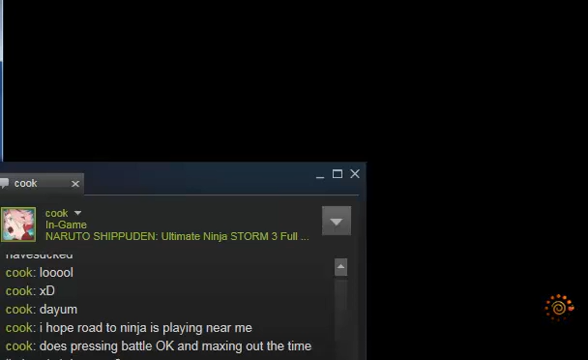 cook
cook
In-Game
NARUTO SHIPPUDEN: Ultimate Ninja STORM 3 Full ...
havesucked
cook: looool
cook: xD
cook: dayum
cook: i hope road to ninja is playing near me
cook: does pressing battle OK and maxing out the time